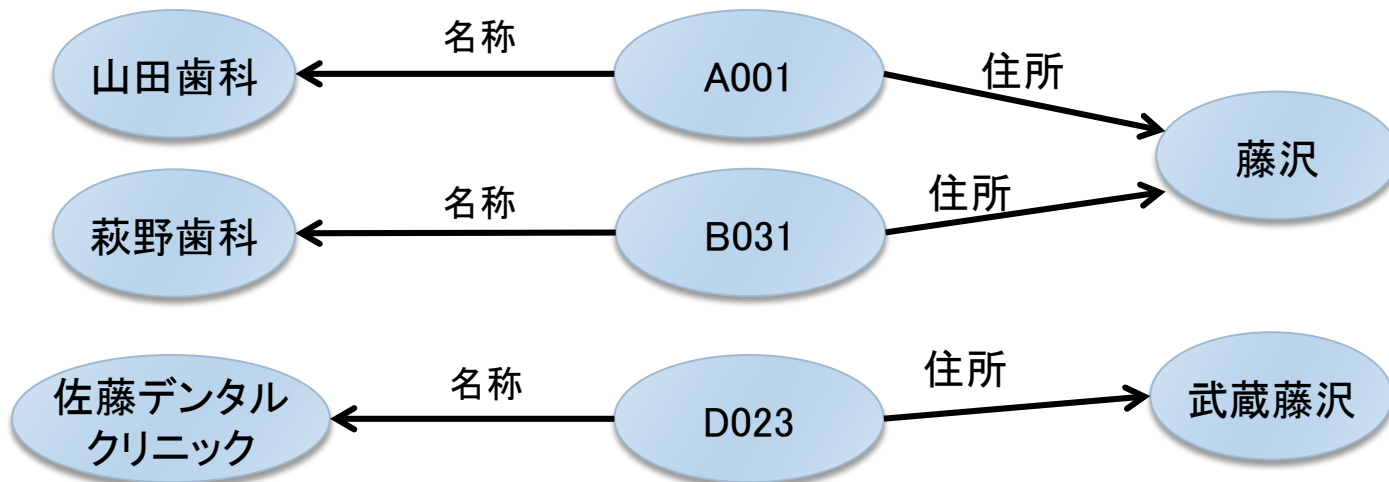 山田歯科
名称
A001
住所
藤沢
萩野歯科
名称
B031
住所
佐藤デンタル
クリニック
名称
D023
住所
武蔵藤沢